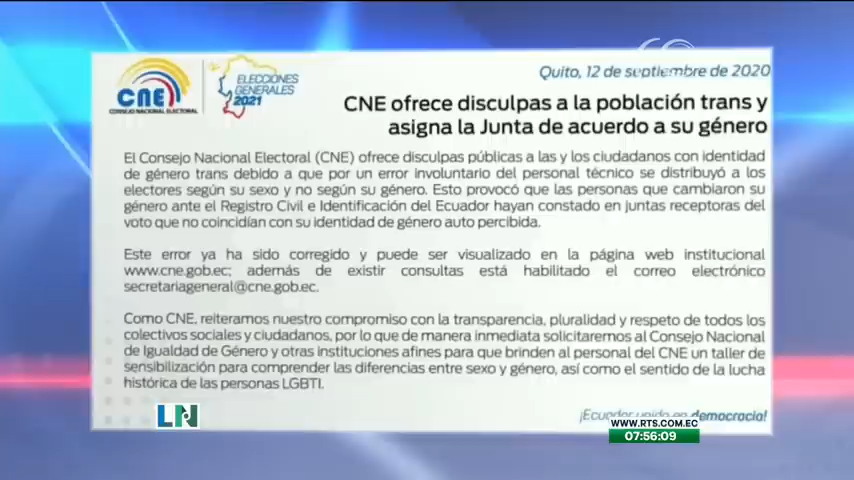 CNE
CONSEJO NACIONAL ELECTORAL
ELECCIONES
GENERALES
2021
Quito, 12 de septiembre de 2020
CNE ofrece disculpas a la población trans y
asigna la Junta de acuerdo a su género
El Consejo Nacional Electoral (CNE) ofrece disculpas públicas a las y los ciudadanos con identidad
de género trans debido a que por un error involuntario del personal técnico se distribuyó a los
electores según su sexo y no según su género. Esto provocó que las personas que cambiaron su
género ante el Registro Civil e Identificación del Ecuador hayan constado en juntas receptoras del
voto que no coincidían con su identidad de género auto percibida.
Este error ya ha sido corregido y puede ser visualizado en la página web institucional
www.cne.gob.ec; además de existir consultas está habilitado el correo electrónico
secretariageneral@cne.gob.ec.
Como CNE, reiteramos nuestro compromiso con la transparencia, pluralidad y respeto de todos los
colectivos sociales y ciudadanos, por lo que de manera inmediata solicitaremos al Consejo Nacional
de Igualdad de Género y otras instituciones afines para que brinden al personal del CNE un taller de
sensibilización para comprender las diferencias entre sexo y género, así como el sentido de la lucha
histórica de las personas LGBTI.
¡Ecuador unido en democracia!
LN
WWW.RTS.COM.EC
07:56:09